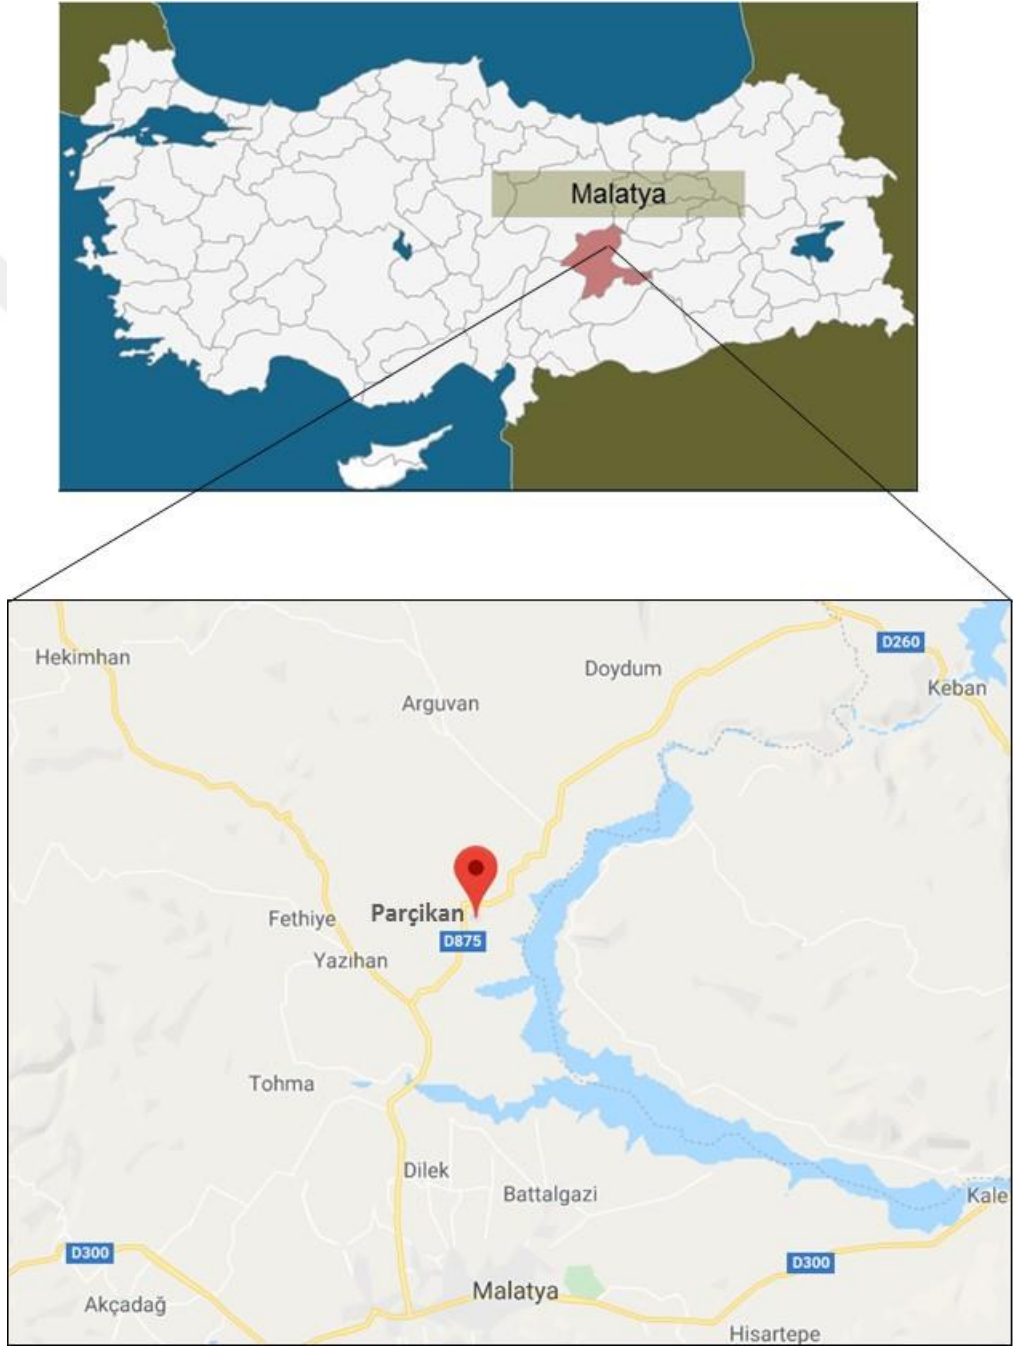 Malatya
D260
Hekimhan
Doydum
Keban
Arguvan
Parçikan
Fethiye
D875
Yazıhan
Tohma
Dilek
Battalgazi
Kale
D300
D300
Malatya
Akçadağ
Hisartepe